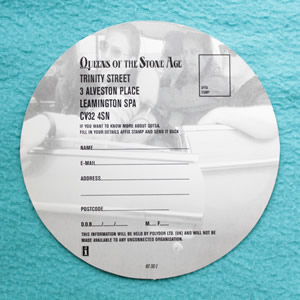 Queens of the Stone Age
TRINITY STREET
3 ALVESTON PLACE
LEAMINGTON SPA
CV32 4SN
IF YOU WANT TO KNOW MORE ABOUT QOTSA,
FILL IN YOUR DETAILS AFFIX STAMP AND SEND IT BACK
AFFIX
STAMP
NAME
E-MAIL
ADDRESS
POSTCODE
D.O.B. / / M F
THIS INFORMATION WILL BE HELD BY POLYDOR LTD. (UK) AND WILL NOT BE
MADE AVAILABLE TO ANY UNCONNECTED ORGANISATION.
i